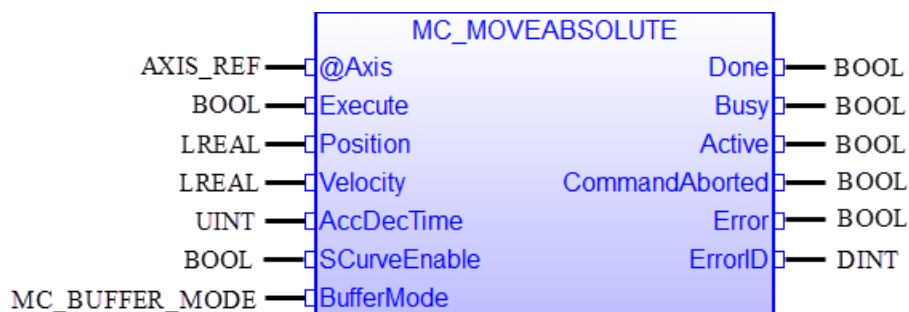 MC_MOVEABSOLUTE
AXIS_REF @Axis Done BOOL
BOOL Execute Busy BOOL
LREAL Position Active BOOL
LREAL Velocity CommandAborted BOOL
UINT AccDecTime Error BOOL
BOOL SCurveEnable ErrorID DINT
MC_BUFFER_MODE BufferMode